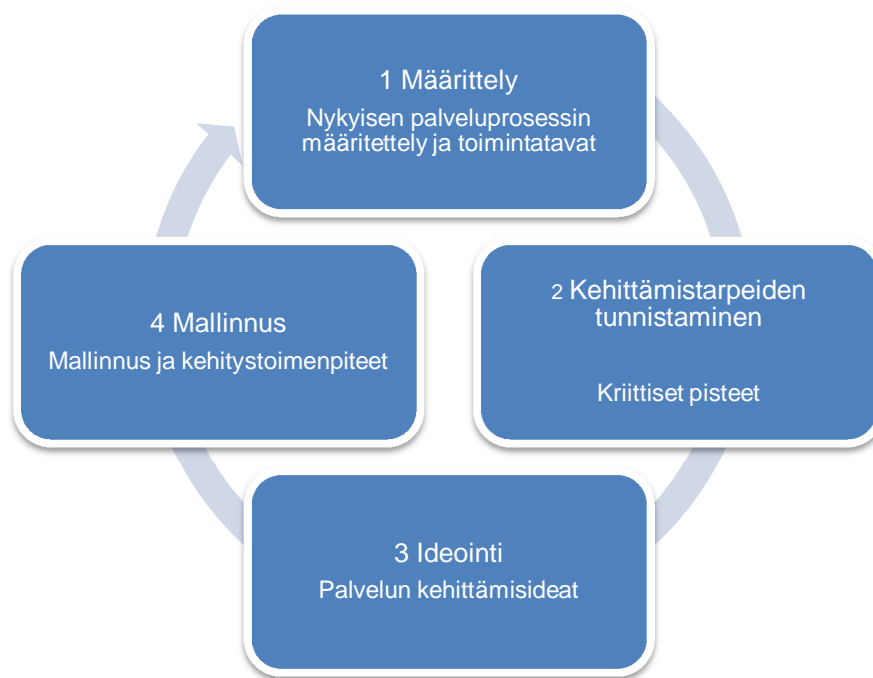 1 Määrittely
Nykyisen palveluprosessin
määritettely ja toimintatavat
2 Kehittämistarpeiden
tunnistaminen
Kriittiset pisteet
3 Ideointi
Palvelun kehittämisideat
4 Mallinnus
Mallinnus ja kehitystoimenpiteet